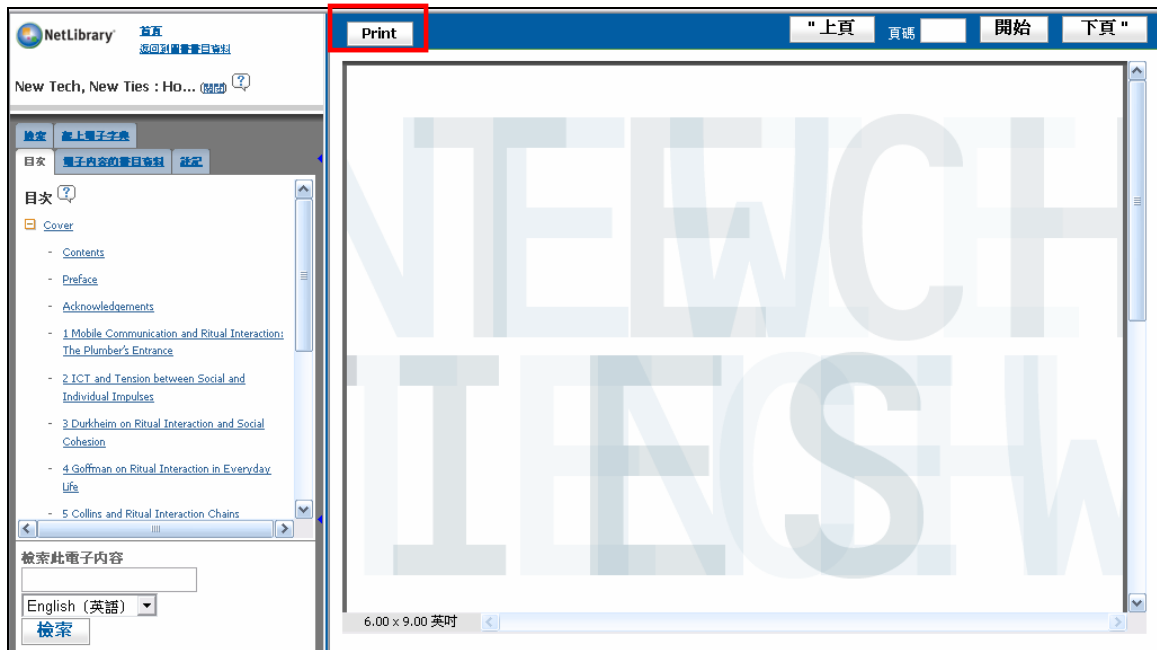 NetLibrary®
首頁
返回到圖書書目資料
New Tech, New Ties : Ho... (關閉) ?
檢索
線上電子字典
目次
電子內容的書目資料
註記
目次 ?
Cover
- Contents
- Preface
- Acknowledgements
- 1 Mobile Communication and Ritual Interaction:
The Plumber's Entrance
- 2 ICT and Tension between Social and
Individual Impulses
- 3 Durkheim on Ritual Interaction and Social
Cohesion
- 4 Goffman on Ritual Interaction in Everyday
Life
- 5 Collins and Ritual Interaction Chains
檢索此電子內容
English (英語)
檢索
Print
"上頁
頁碼
開始
下頁"
6.00 x 9.00 英吋